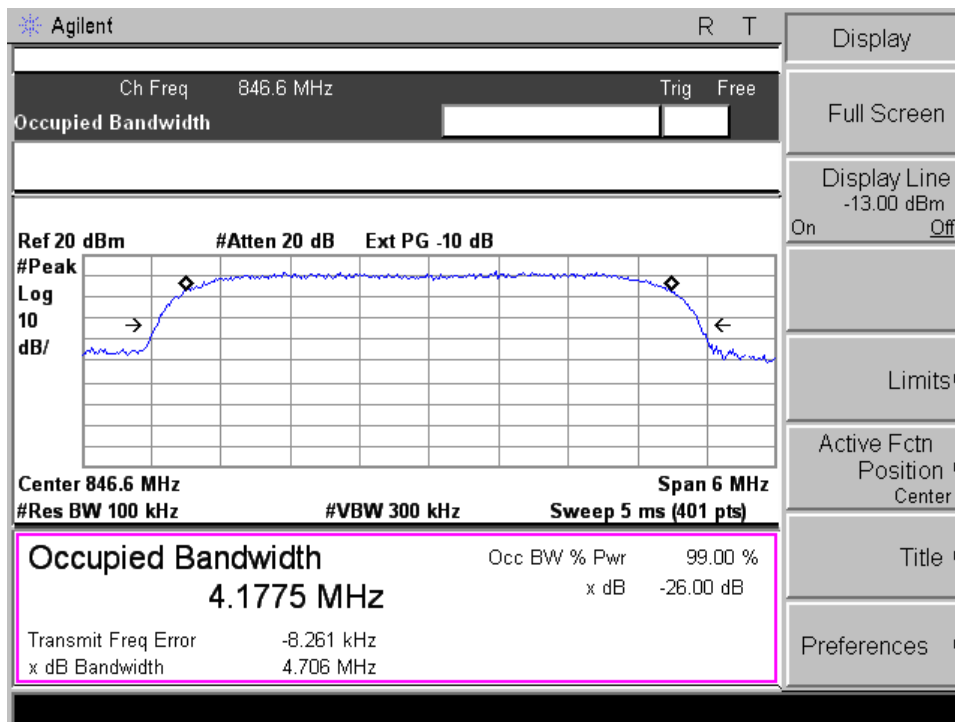 Agilent R T
Ch Freq 846.6 MHz Trig Free
Occupied Bandwidth
Ref 20 dBm #Atten 20 dB Ext PG -10 dB
#Peak
Log
10
dB/
Center 846.6 MHz Span 6 MHz
#Res BW 100 kHz #VBW 300 kHz Sweep 5 ms (401 pts)
Occupied Bandwidth
4.1775 MHz
Occ BW % Pwr 99.00 %
x dB -26.00 dB
Transmit Freq Error -8.261 kHz
x dB Bandwidth 4.706 MHz
Display
Full Screen
Display Line
-13.00 dBm
On Off
Limits
Active Fctn
Position
Center
Title
Preferences